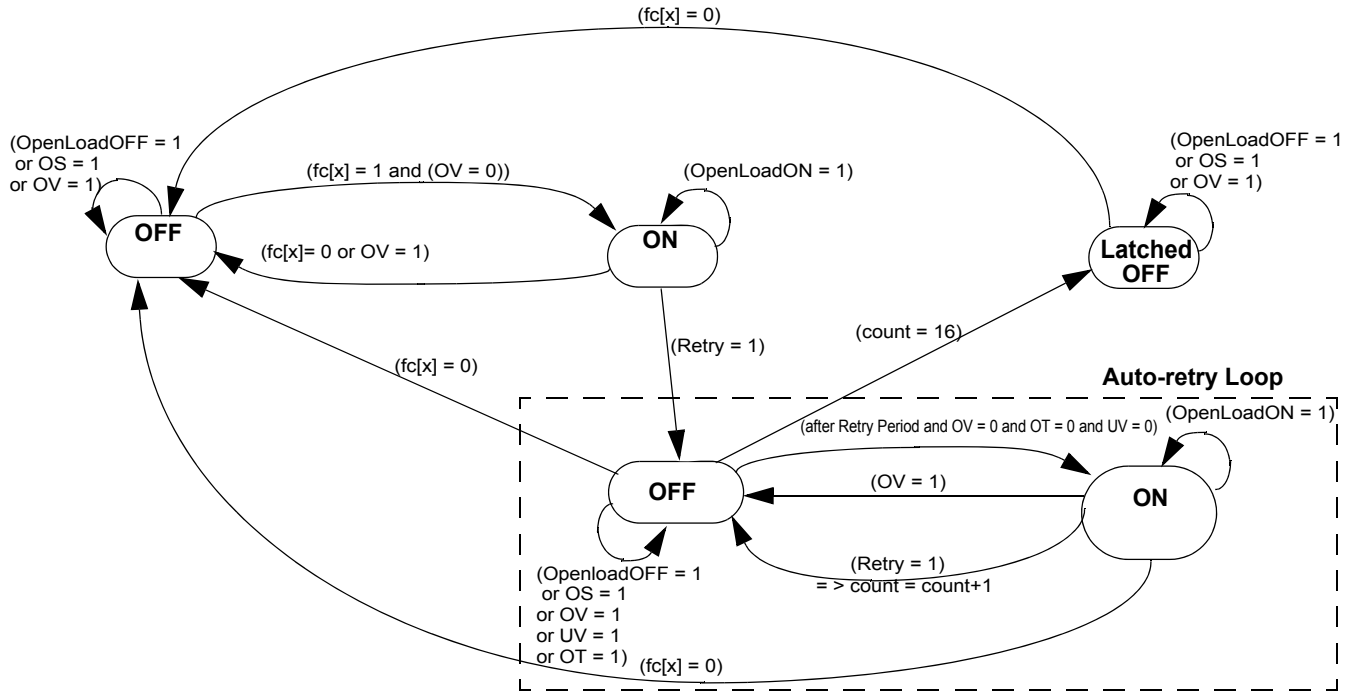 (fc[x] = 0)
(OpenLoadOFF = 1
or OS = 1
or OV = 1)
(fc[x] = 1 and (OV = 0))
(OpenLoadON = 1)
(OpenLoadOFF = 1
or OS = 1
or OV = 1)
OFF
ON
(fc[x]= 0 or OV = 1)
Latched
OFF
(Retry = 1)
(count = 16)
(fc[x] = 0)
Auto-retry Loop
(OpenLoadON = 1)
(after Retry Period and OV = 0 and OT = 0 and UV = 0)
OFF
(OV = 1)
ON
(Retry = 1)
= > count = count+1
(OpenloadOFF = 1
or OS = 1
or OV = 1
or UV = 1
or OT = 1)
(fc[x] = 0)